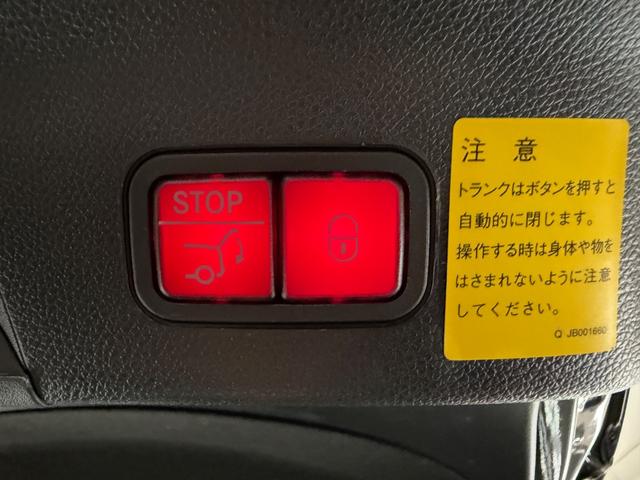 STOP
注 意
トランクはボタンを押すと
自動的に閉じます。
操作する時は身体や物を
はさまれないように注意
してください。
Q JB001660